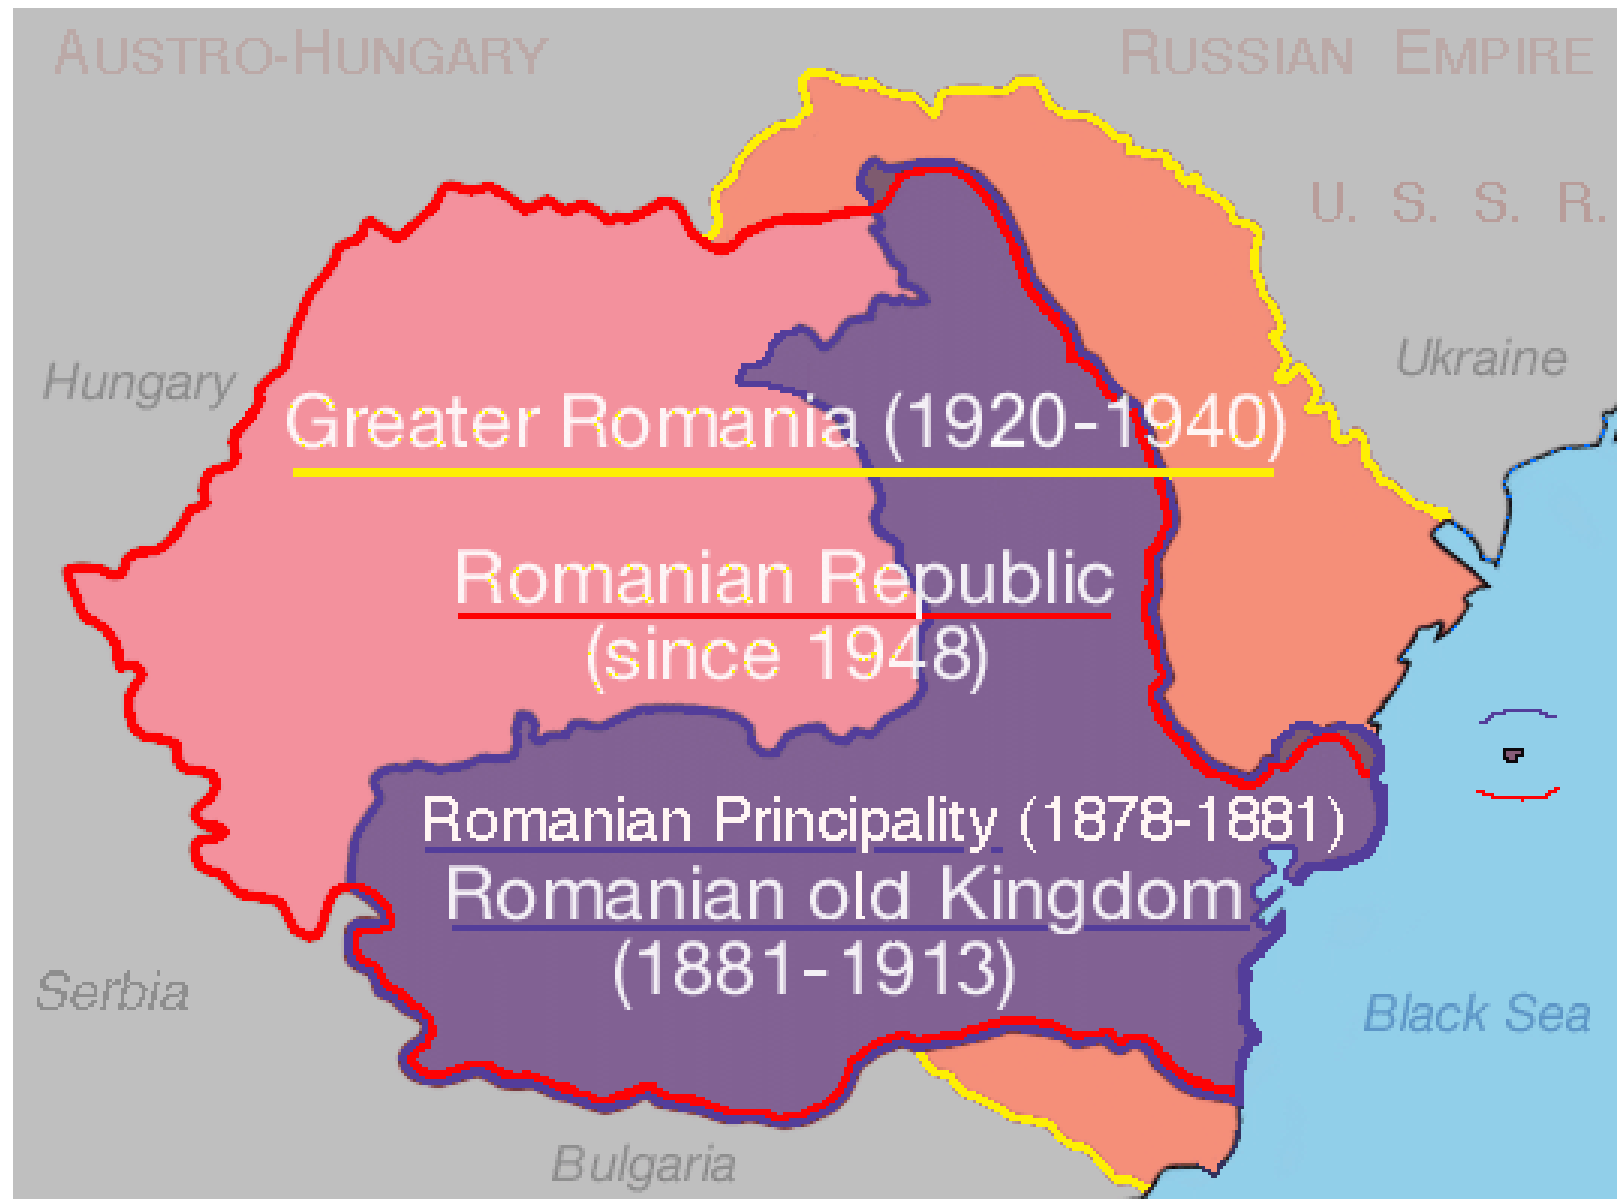 AUSTRO-HUNGARY
RUSSIAN EMPIRE
U. S. S. R.
Ukraine
Hungary
Greater Romania (1920-1940)
Romanian Republic
(since 1948)
Romanian Principality (1878-1881)
Romanian old Kingdom
(1881-1913)
Serbia
Black Sea
Bulgaria